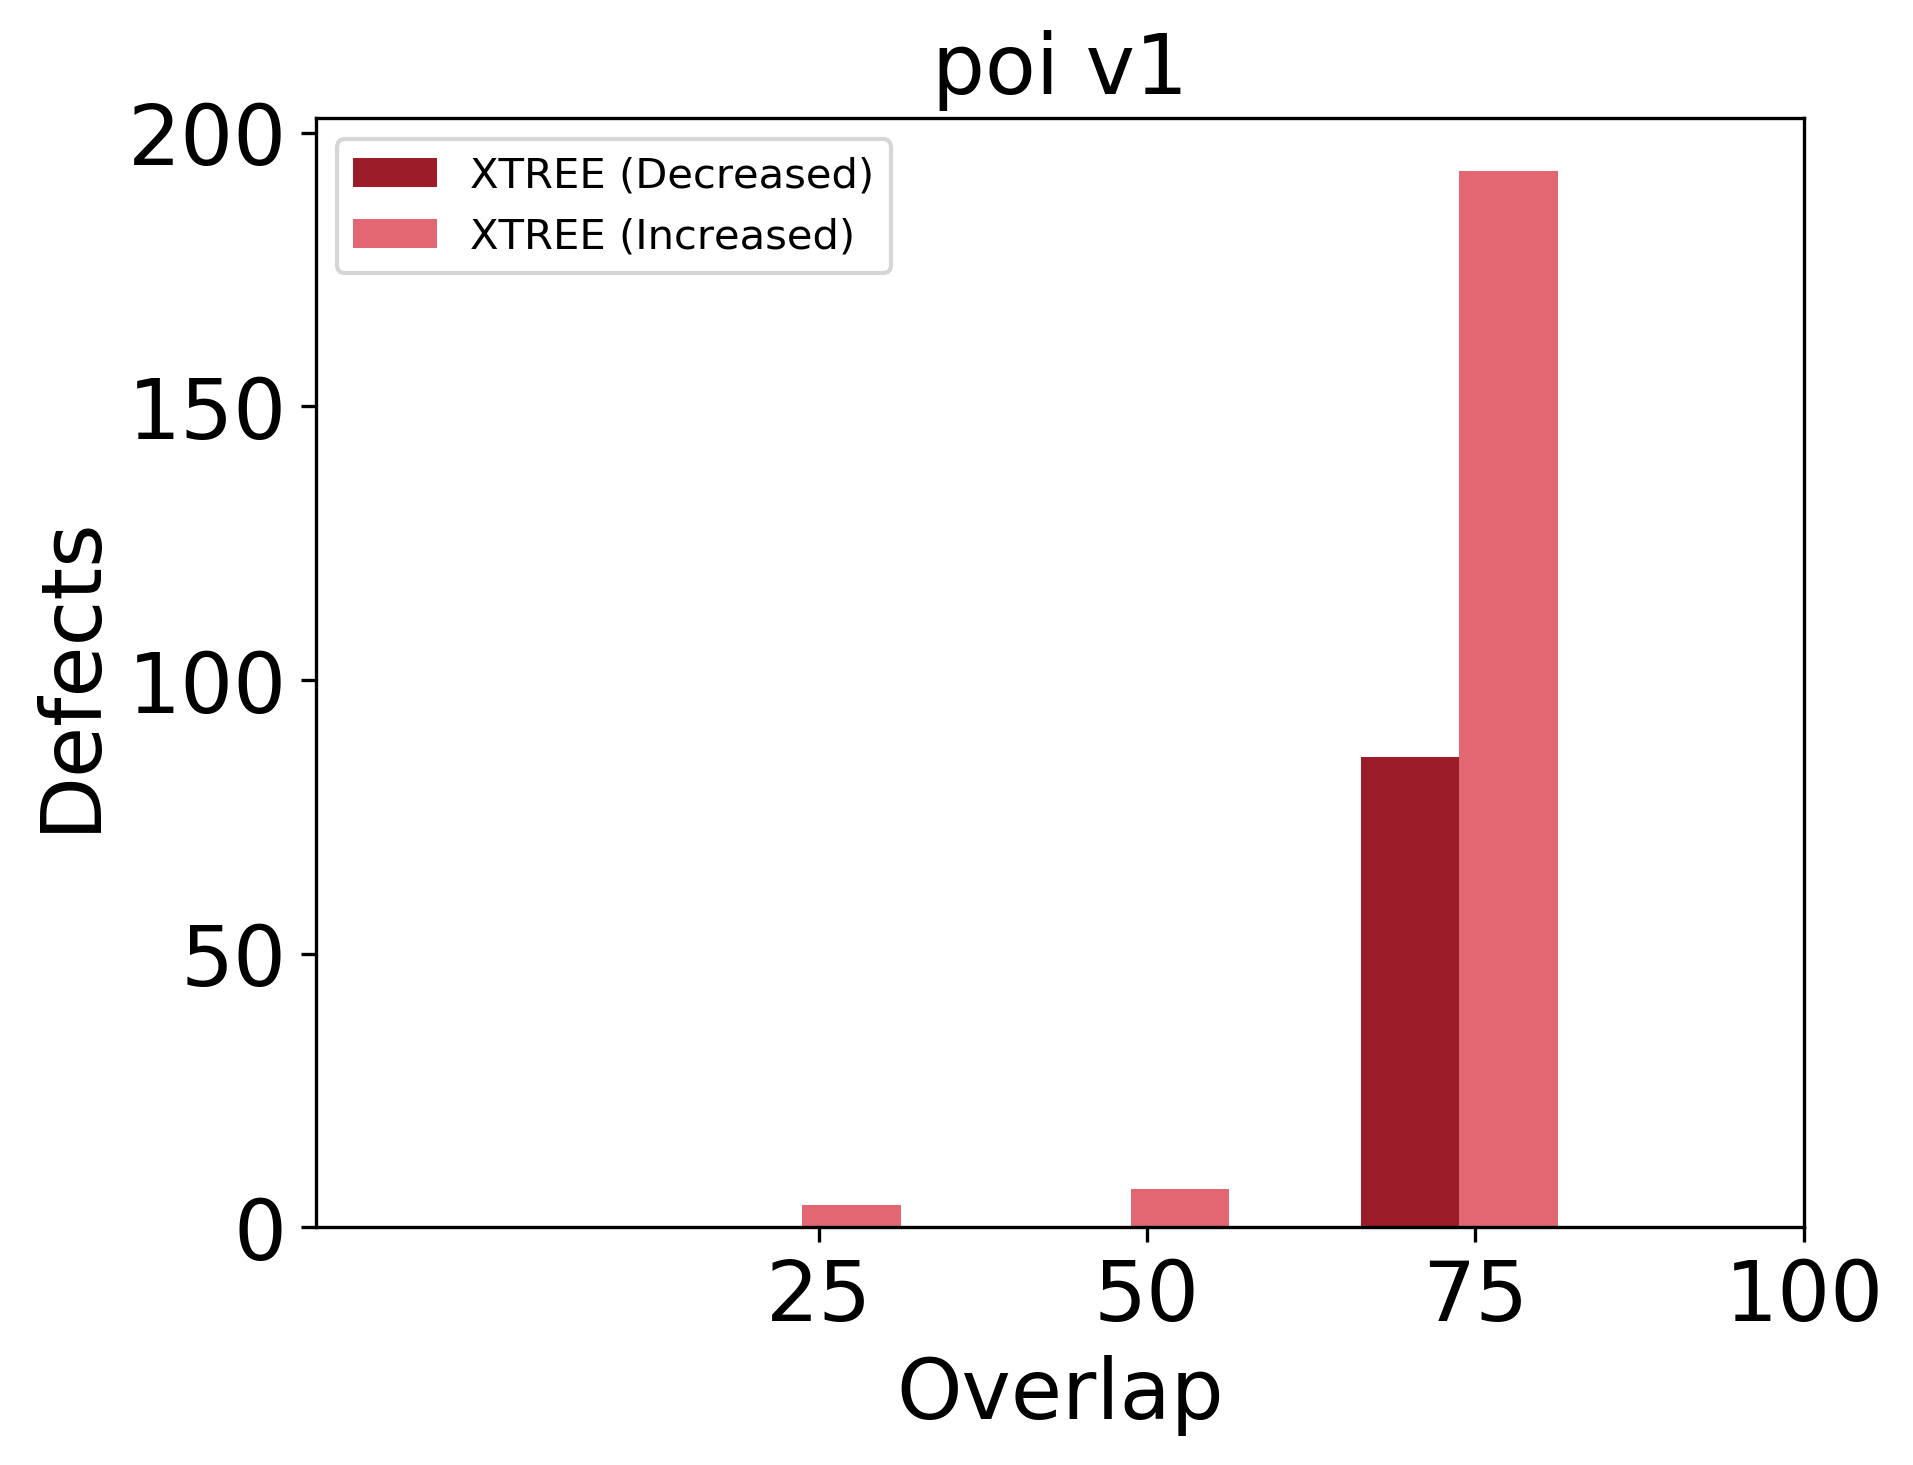 poi v1
XTREE (Decreased)
XTREE (Increased)
200
150
100
50
0
Defects
25 50 75 100
Overlap